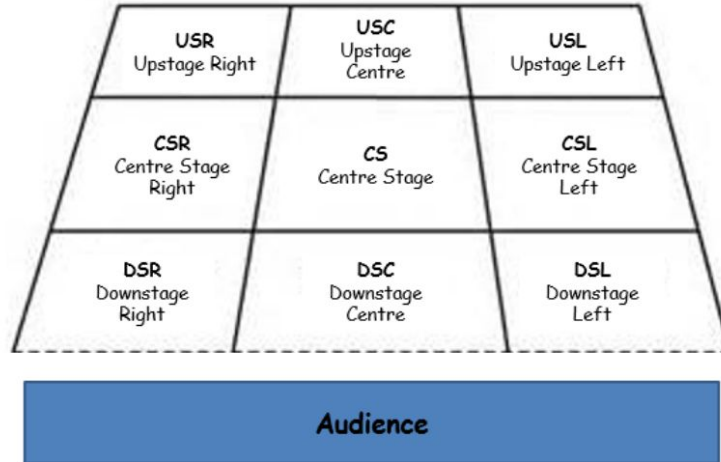 USR
Upstage Right
USC
Upstage
Centre
USL
Upstage Left
CSR
Centre Stage
Right
CS
Centre Stage
CSL
Centre Stage
Left
DSR
Downstage
Right
DSC
Downstage
Centre
DSL
Downstage
Left
Audience